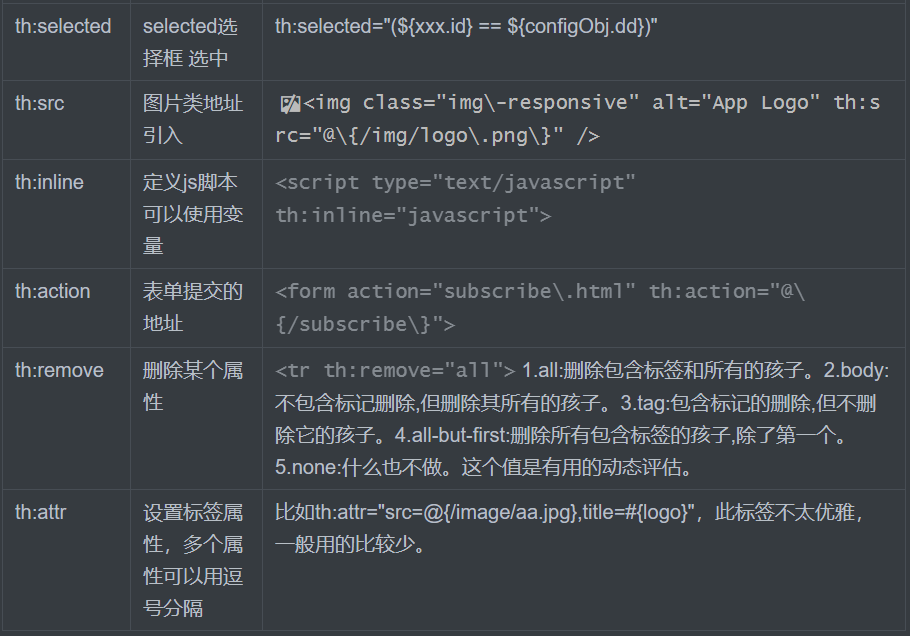 th:selected
selected选
择框 选中
th:selected="(${xxx.id} == ${configObj.dd})"
th:src
图片类地址
引入
<img class="img\-responsive" alt="App Logo" th:s
rc="@\{/img/logo\.png\}" />
th:inline
定义js脚本
可以使用变
量
<script type="text/javascript"
th:inline="javascript">
th:action
表单提交的
地址
<form action="subscribe\.html" th:action="@\
{/subscribe\}">
th:remove
删除某个属
性
<tr th:remove="all"> 1.all:删除包含标签和所有的孩子。2.body:
不包含标记删除,但删除其所有的孩子。3.tag:包含标记的删除,但不删
除它的孩子。4.all-but-first:删除所有包含标签的孩子,除了第一个。
5.none:什么也不做。这个值是有用的动态评估。
th:attr
设置标签属
性，多个属
性可以用逗
号分隔
比如th:attr="src=@{/image/aa.jpg},title=#{logo}"，此标签不太优雅，
一般用的比较少。